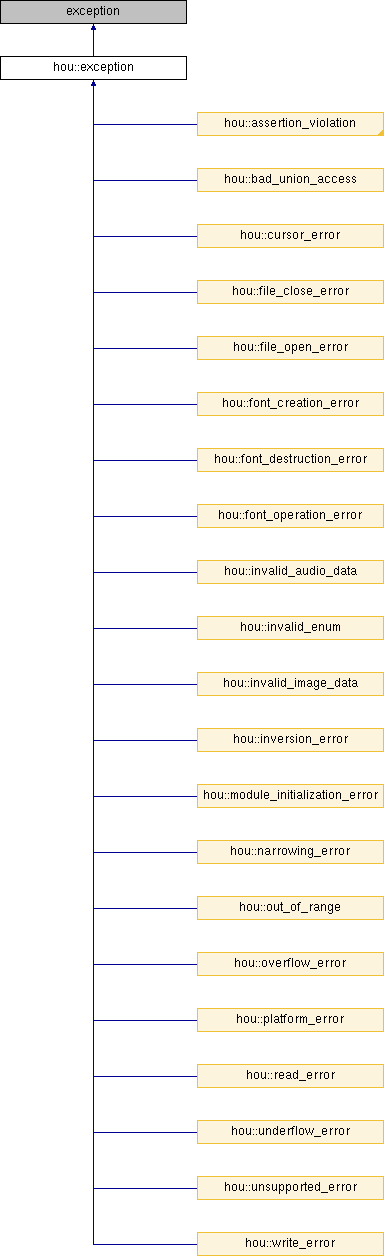 exception
hou::exception
hou::assertion_violation
hou::bad_union_access
hou::cursor_error
hou::file_close_error
hou::file_open_error
hou::font_creation_error
hou::font_destruction_error
hou::font_operation_error
hou::invalid_audio_data
hou::invalid_enum
hou::invalid_image_data
hou::inversion_error
hou::module_initialization_error
hou::narrowing_error
hou::out_of_range
hou::overflow_error
hou::platform_error
hou::read_error
hou::underflow_error
hou::unsupported_error
hou::write_error